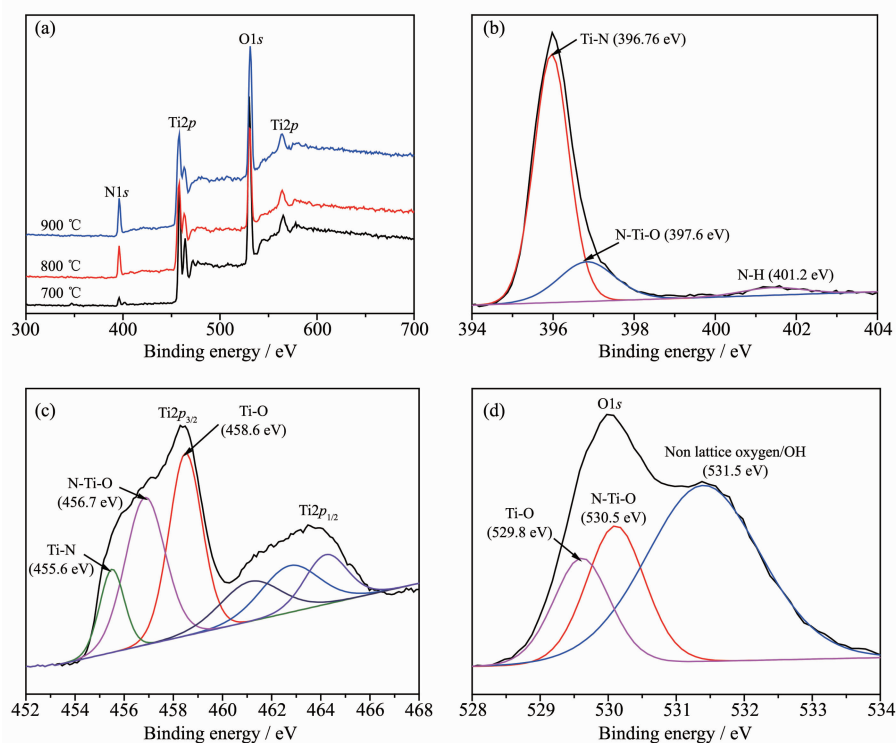 (a)
O1s
Ti2p
Ti2p
N1s
900 ℃
800 ℃
700 ℃
300 400 500 600 700
Binding energy / eV
(b)
Ti-N (396.76 eV)
N-Ti-O (397.6 eV)
N-H (401.2 eV)
394 396 398 400 402 404
Binding energy / eV
(c)
Ti2p3/2
Ti-O
(458.6 eV)
N-Ti-O
(456.7 eV)
Ti2p1/2
Ti-N
(455.6 eV)
452 454 456 458 460 462 464 466 468
Binding energy / eV
(d)
O1s
Non lattice oxygen/OH
(531.5 eV)
N-Ti-O
(530.5 eV)
Ti-O
(529.8 eV)
528 529 530 531 532 533 534
Binding energy / eV